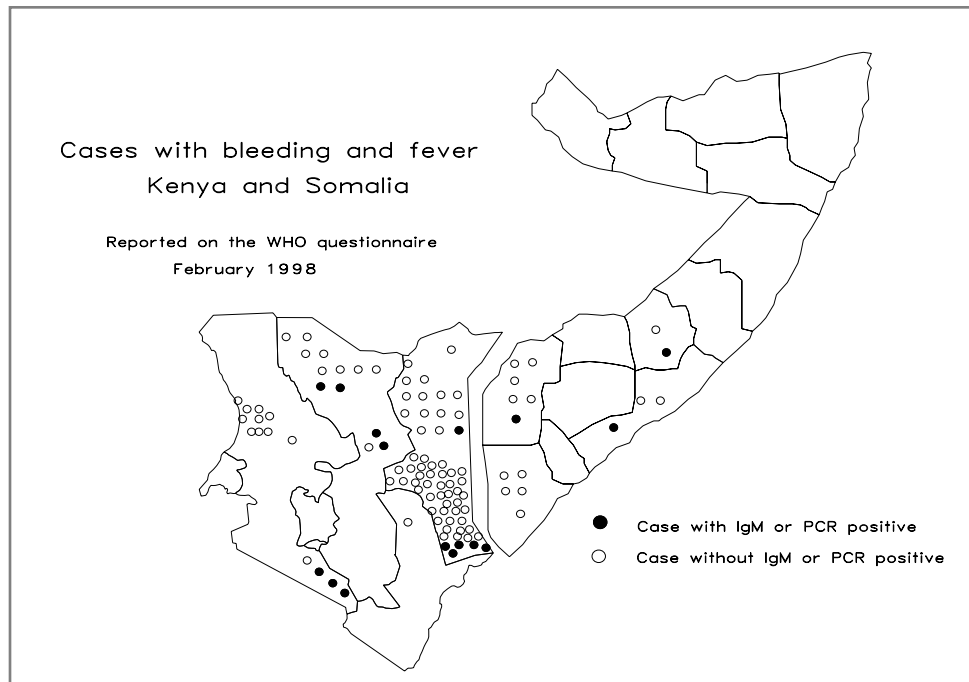 Cases with bleeding and fever
Kenya and Somalia
Reported on the WHO questionnaire
February 1998
Case with IgM or PCR positive
Case without IgM or PCR positive